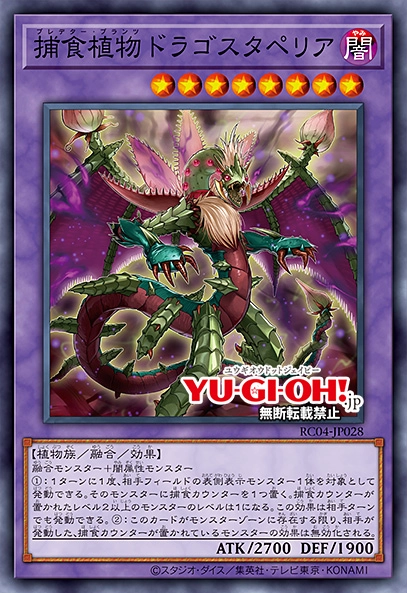 プレデター・プランツ
捕食植物ドラゴスタペリア
やみ
闇
ユウギオウドットジェイピー
YU-GI-OH!.jp
無断転載禁止
RC04-JP028
【植物族/融合/効果】
融合モンスター+闇属性モンスター
①:1ターンに1度、相手フィールドの表側表示モンスター1体を対象として
発動できる。そのモンスターに捕食カウンターを1つ置く。捕食カウンターが
置かれたレベル2以上のモンスターのレベルは1になる。この効果は相手ターン
でも発動できる。②:このカードがモンスターゾーンに存在する限り、相手が
発動した、捕食カウンターが置かれているモンスターの効果は無効化される。
ATK/2700 DEF/1900
©スタジオ・ダイス/集英社・テレビ東京・KONAMI